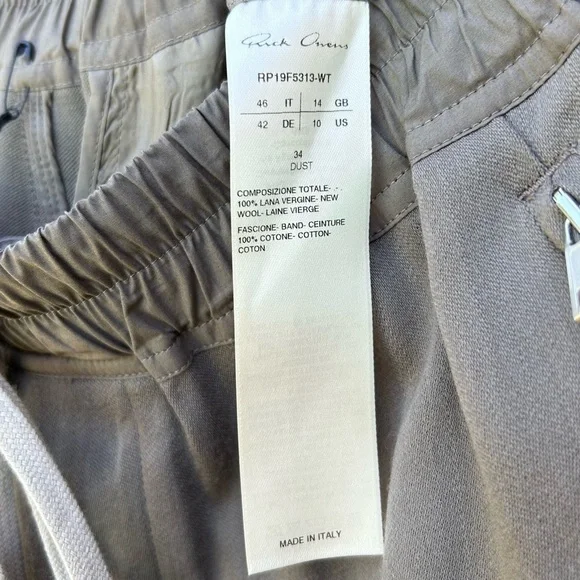 Rick Owens
RP19F5313-WT
46 IT 14 GB
42 DE 10 US
34
DUST
COMPOSIZIONE TOTALE- .-.
100% LANA VERGINE- NEW
WOOL- LAINE VIERGE
FASCIONE- BAND- CEINTURE
100% COTONE- COTTON-
COTON
MADE IN ITALY